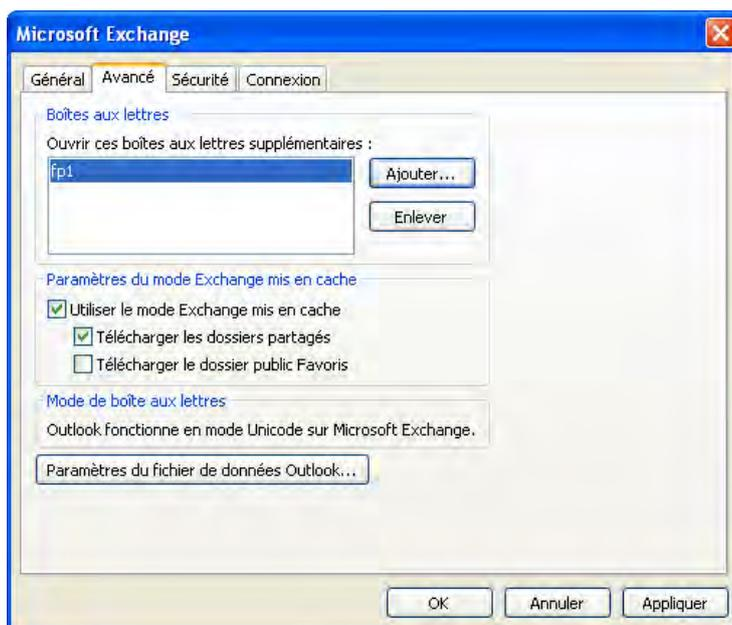 Microsoft Exchange
Général Avancé Sécurité Connexion
Boîtes aux lettres
Ouvrir ces boîtes aux lettres supplémentaires :
fp1
Ajouter...
Enlever
Paramètres du mode Exchange mis en cache
Utiliser le mode Exchange mis en cache
Télécharger les dossiers partagés
Télécharger le dossier public Favoris
Mode de boîte aux lettres
Outlook fonctionne en mode Unicode sur Microsoft Exchange.
Paramètres du fichier de données Outlook...
OK Annuler Appliquer